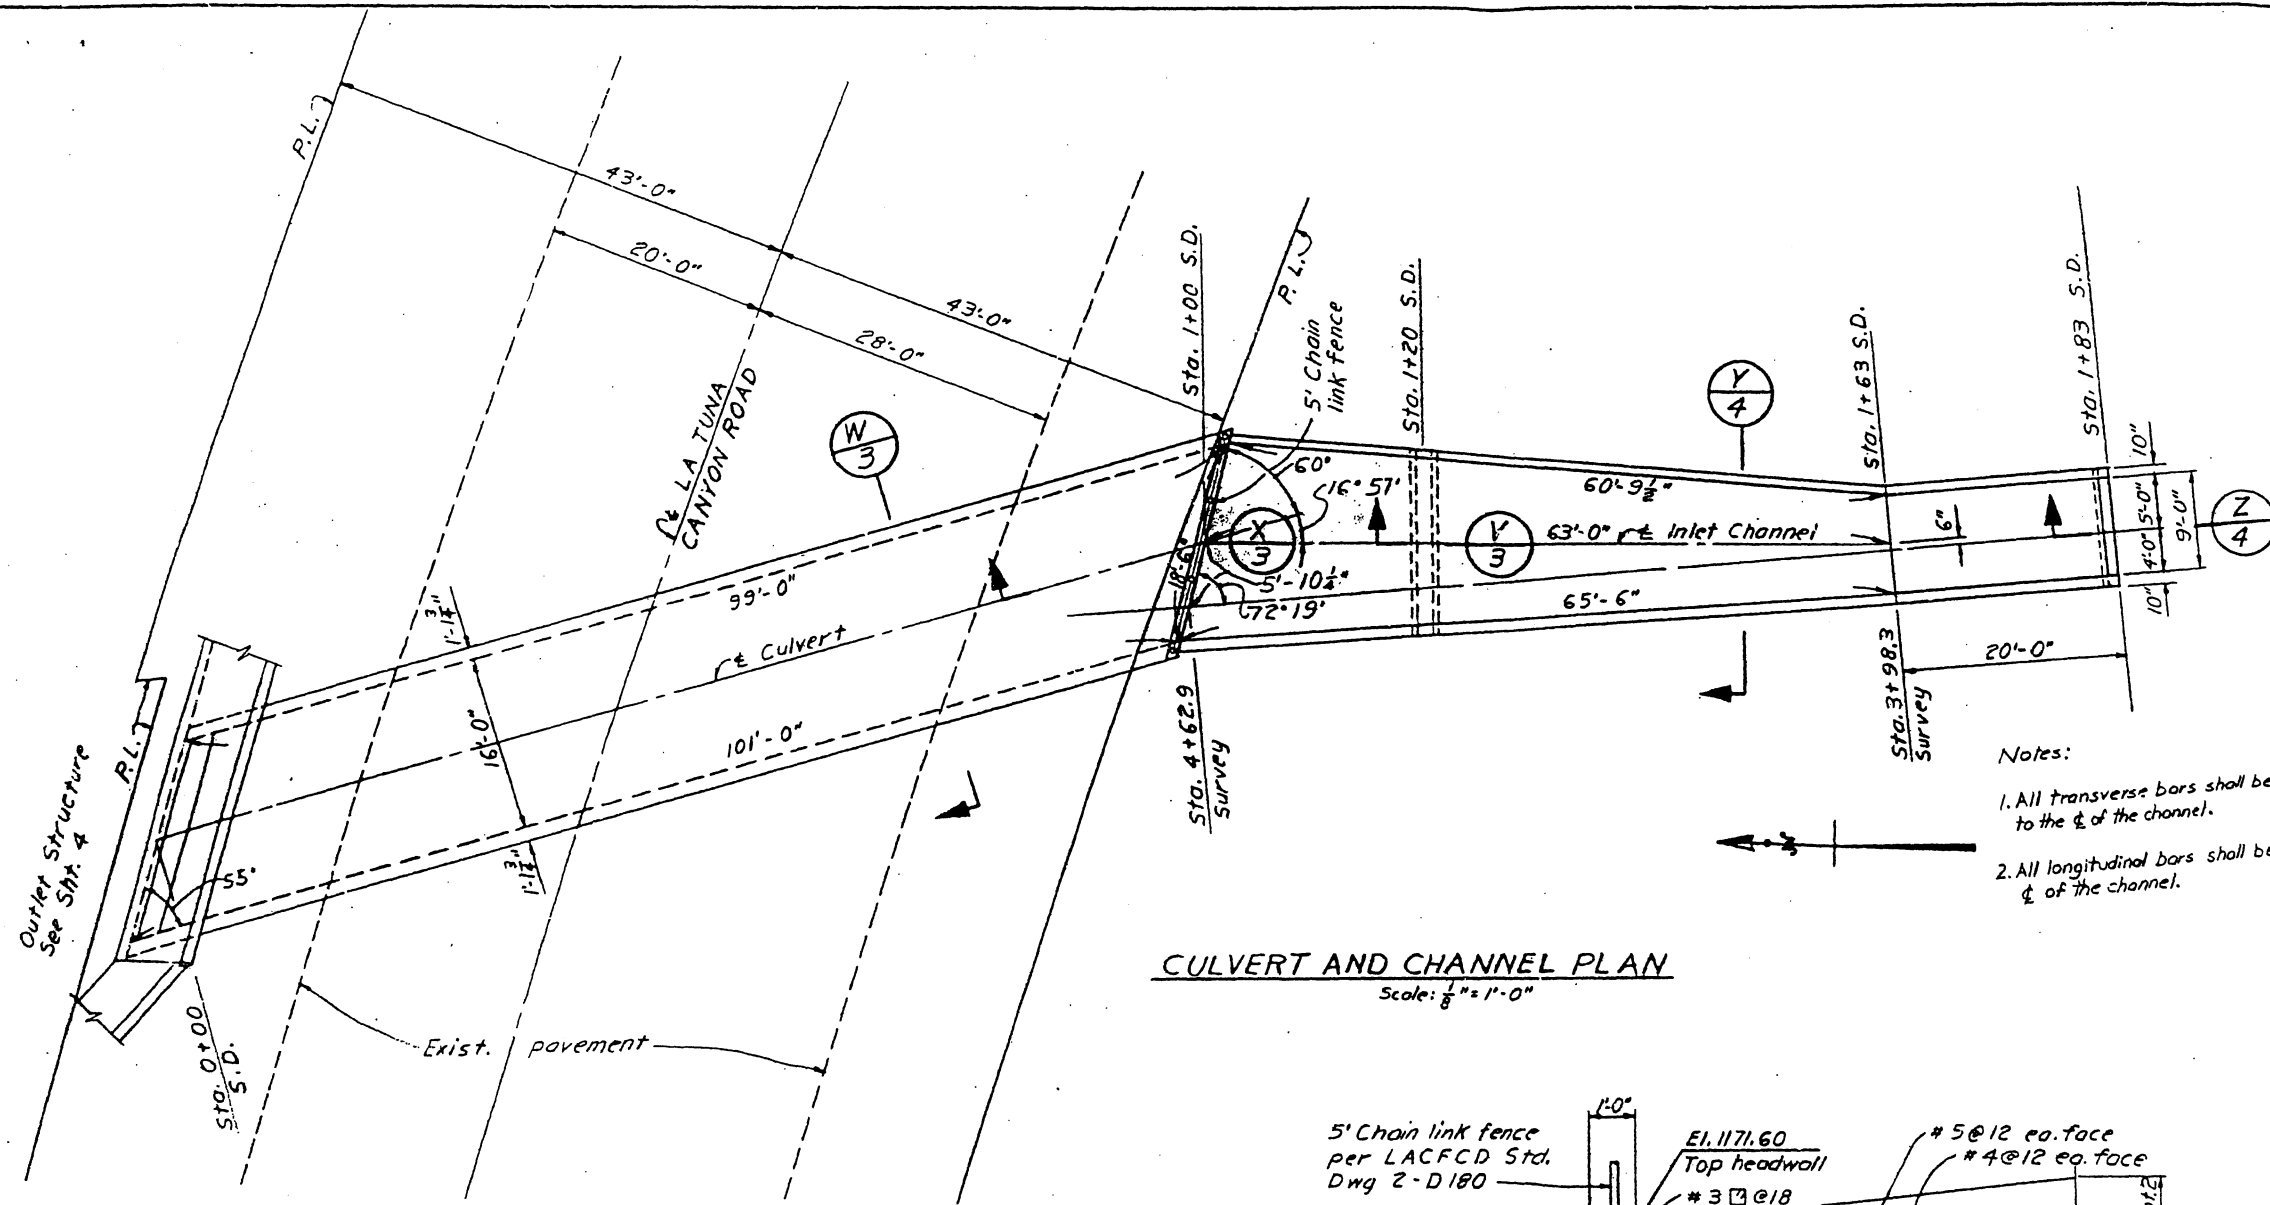 P.L.
43'-0"
20'-0"
43'-0"
28'-0"
℄ LA TUNA
CANYON ROAD
W
3
Sta. 1+00 S.D.
P.L.
5' Chain
link fence
Sta. 1+20 S.D.
Y
4
Sta. 1+63 S.D.
Sta. 1+83 S.D.
10"
5'-0"
4'-0"
9'-0"
10"
Z
4
60°
16° 57'
60'-9½"
X
3
Y
3
63'-0"
℄ Inlet Channel
6"
18'-6"
5'-10¼"
72°19'
65'-6"
20'-0"
99'-0"
1'-1¾"
℄ Culvert
16'-0"
101'-0"
1'-1¾"
Sta. 4+62.9
Survey
Sta. 3+98.3
Survey
P.L.
Outlet Structure
See Sht. 4
55°
Sta. 0+00
S.D.
Exist. pavement
Notes:
1. All transverse bars shall be
to the ℄ of the channel.
2. All longitudinal bars shall be
℄ of the channel.
CULVERT AND CHANNEL PLAN
Scale: ⅛" = 1'-0"
1'-0"
5' Chain link fence
per LACFCD Std.
Dwg 2-D180
El. 1171.60
Top headwall
# 3 @18
# 5@12 ea. face
# 4@12 ea. face